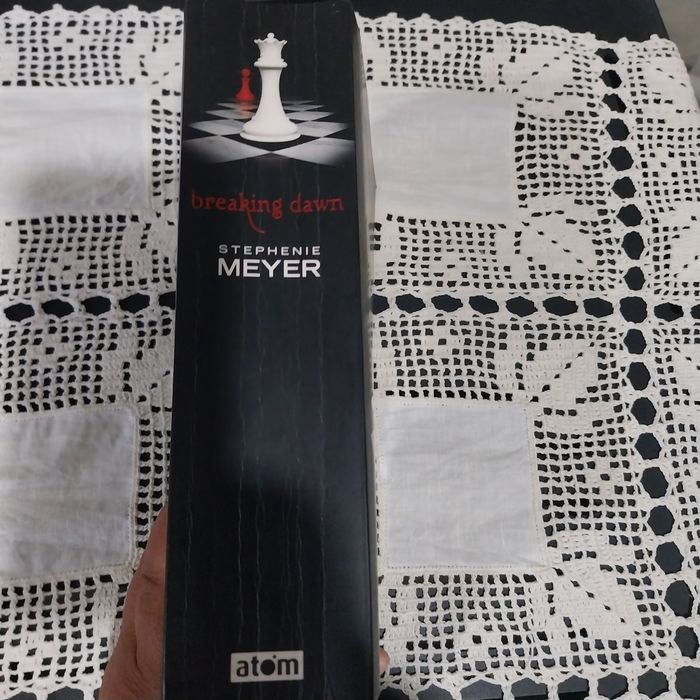 breaking dawn
STEPHENIE
MEYER
atom